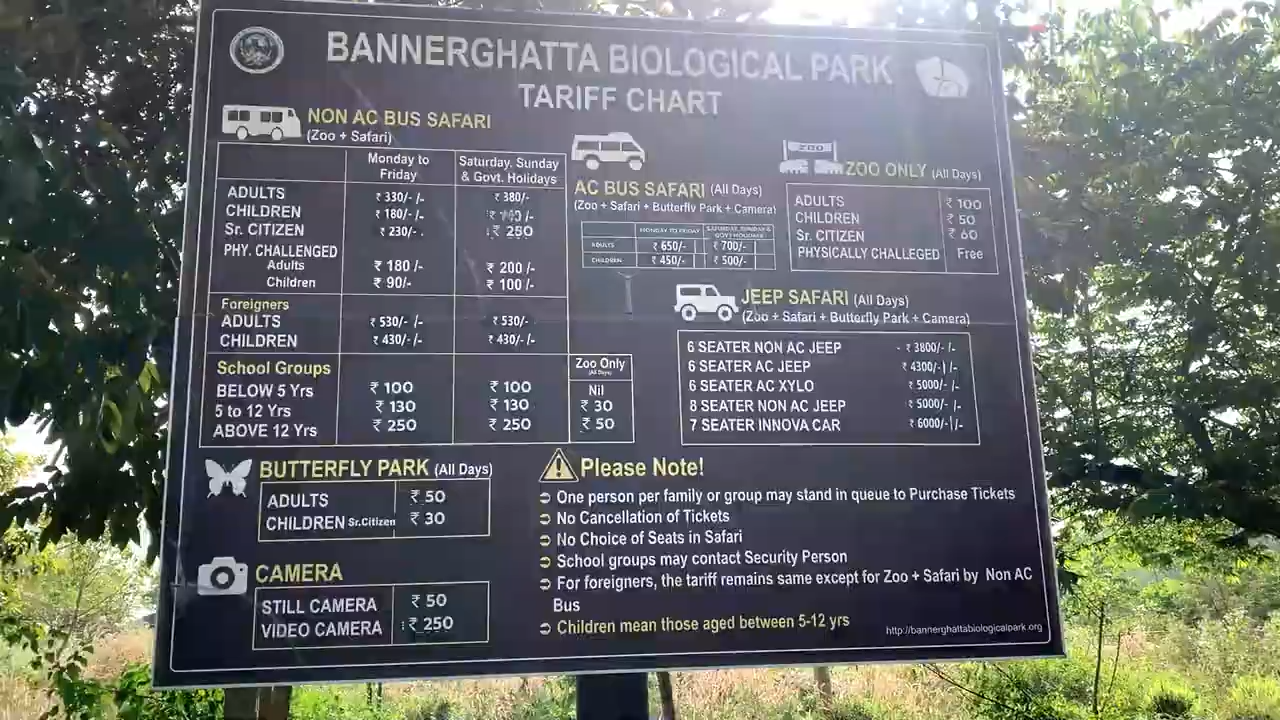 BANNERGHATTA BIOLOGICAL PARK
TARIFF CHART
NON AC BUS SAFARI
(Zoo + Safari)
Monday to Friday Saturday, Sunday & Govt. Holidays
ADULTS ₹ 330/- /- ₹ 380/-
CHILDREN ₹ 180/- /- /-
Sr. CITIZEN ₹ 230/- /- ₹ 250
PHY. CHALLENGED
Adults ₹ 180 /- ₹ 200 /-
Children ₹ 90/- ₹ 100 /-
Foreigners
ADULTS ₹ 530/- /- ₹ 530/-
CHILDREN ₹ 430/- /- ₹ 430/- /-
School Groups Zoo Only (All Days)
BELOW 5 Yrs ₹ 100 ₹ 100 Nil
5 to 12 Yrs ₹ 130 ₹ 130 ₹ 30
ABOVE 12 Yrs ₹ 250 ₹ 250 ₹ 50
AC BUS SAFARI (All Days)
(Zoo + Safari + Butterfly Park + Camera)
MONDAY TO FRIDAY SATURDAY, SUNDAY & GOVT HOLIDAYS
ADULTS ₹ 650/- ₹ 700/-
CHILDREN ₹ 450/- ₹ 500/-
ZOO
ZOO ONLY (All Days)
ADULTS ₹ 100
CHILDREN ₹ 50
Sr. CITIZEN ₹ 60
PHYSICALLY CHALLEGED Free
JEEP SAFARI (All Days)
(Zoo + Safari + Butterfly Park + Camera)
6 SEATER NON AC JEEP - ₹ 3800/- /-
6 SEATER AC JEEP ₹ 4300/- /-
6 SEATER AC XYLO ₹ 5000/- /-
8 SEATER NON AC JEEP ₹ 5000/- /-
7 SEATER INNOVA CAR ₹ 6000/- /-
BUTTERFLY PARK (All Days)
ADULTS ₹ 50
CHILDREN Sr.Citizen ₹ 30
CAMERA
STILL CAMERA ₹ 50
VIDEO CAMERA ₹ 250
Please Note!
One person per family or group may stand in queue to Purchase Tickets
No Cancellation of Tickets
No Choice of Seats in Safari
School groups may contact Security Person
For foreigners, the tariff remains same except for Zoo + Safari by Non AC
Bus
Children mean those aged between 5-12 yrs
http://bannerghattabiologicalpark.org